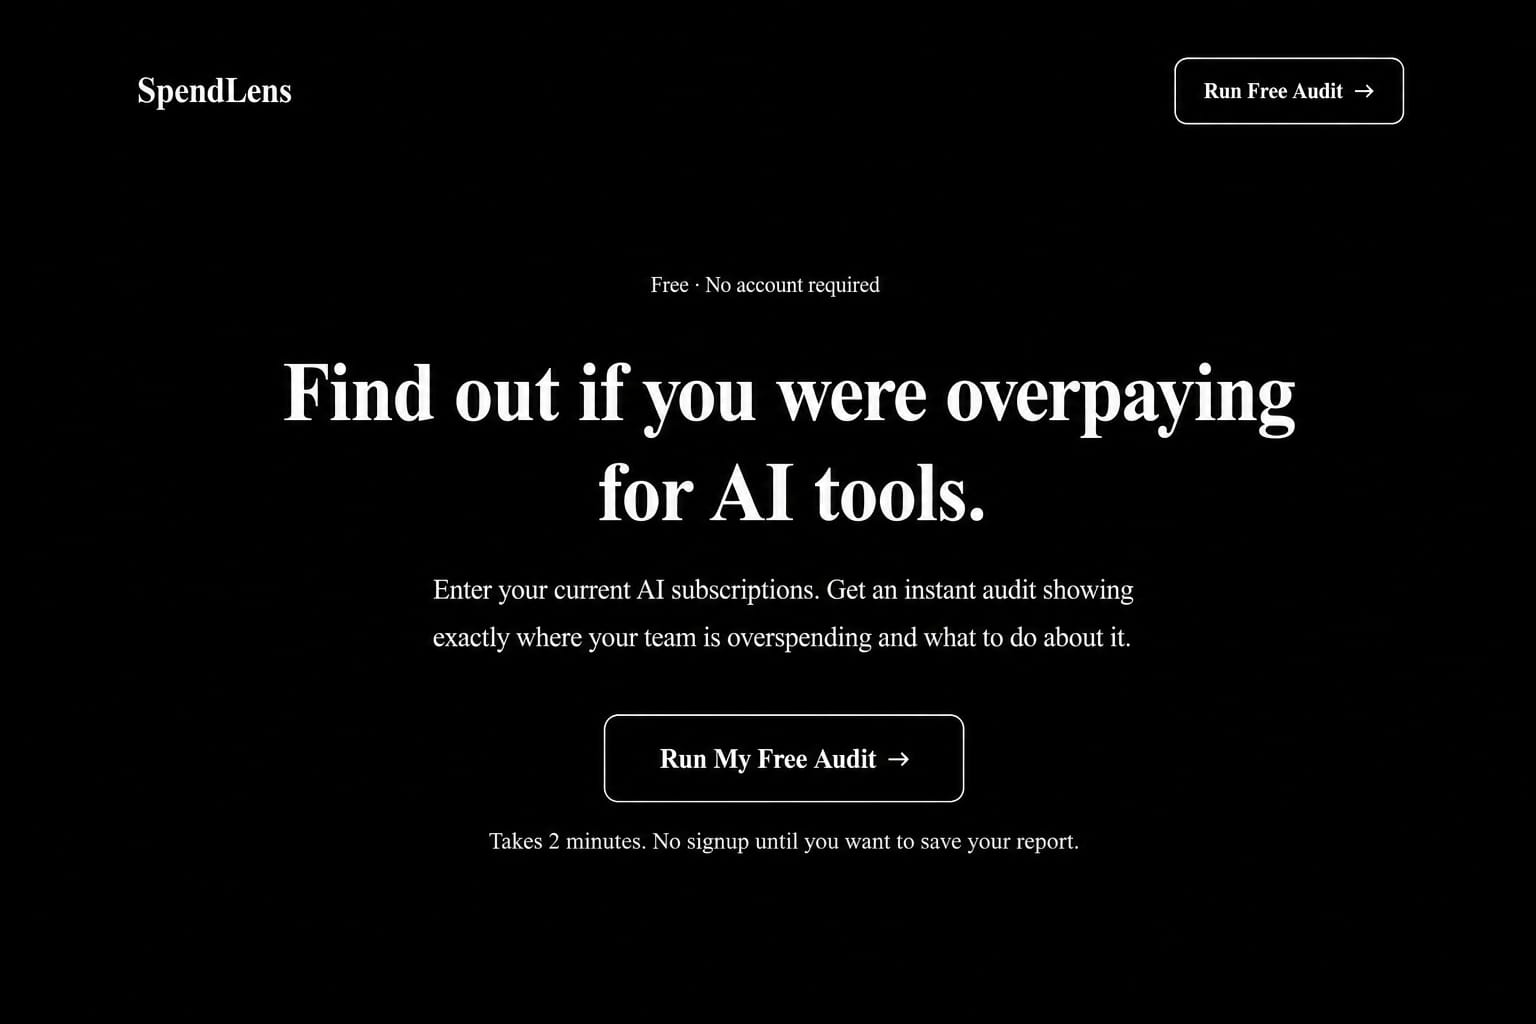 SpendLens
Run Free Audit →
Free · No account required
Find out if you were overpaying
for AI tools.
Enter your current AI subscriptions. Get an instant audit showing
exactly where your team is overspending and what to do about it.
Run My Free Audit →
Takes 2 minutes. No signup until you want to save your report.